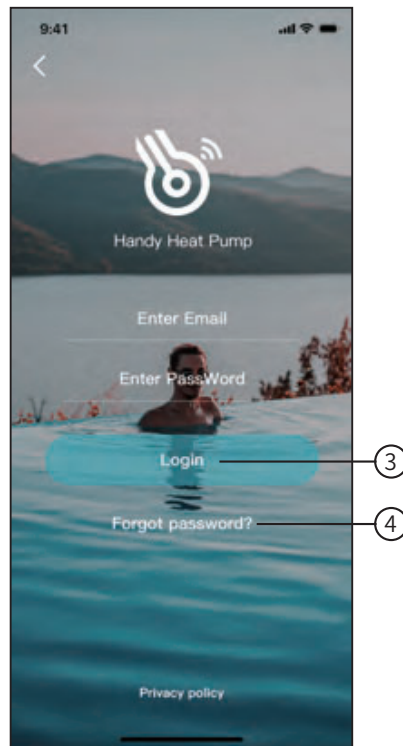 9:41
Handy Heat Pump
Enter Email
Enter PassWord
Login
3
Forgot password?
4
Privacy policy